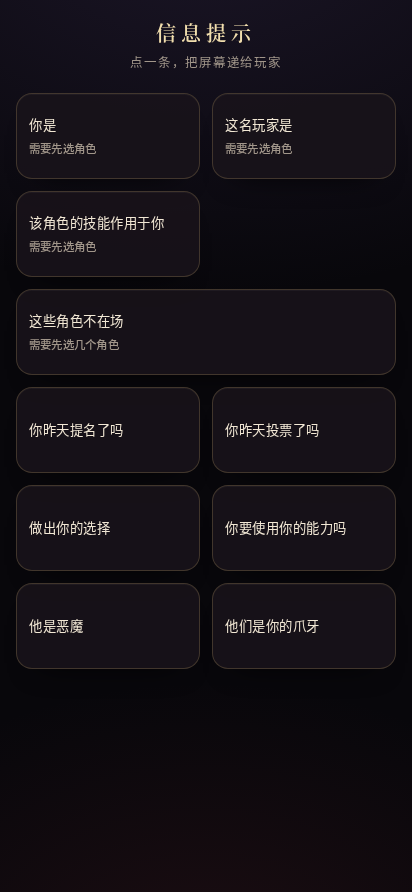 信息提示
点一条，把屏幕递给玩家
你是
需要先选角色
这名玩家是
需要先选角色
该角色的技能作用于你
需要先选角色
这些角色不在场
需要先选几个角色
你昨天提名了吗
你昨天投票了吗
做出你的选择
你要使用你的能力吗
他是恶魔
他们是你的爪牙